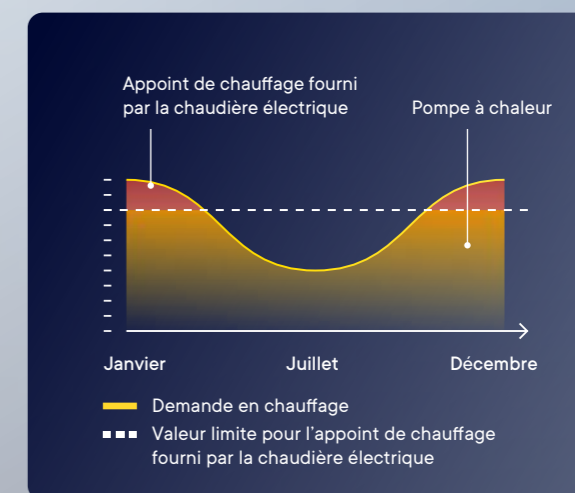 Appoint de chauffage fourni
par la chaudière électrique
Pompe à chaleur
Janvier
Juillet
Décembre
Demande en chauffage
Valeur limite pour l'appoint de chauffage
fourni par la chaudière électrique